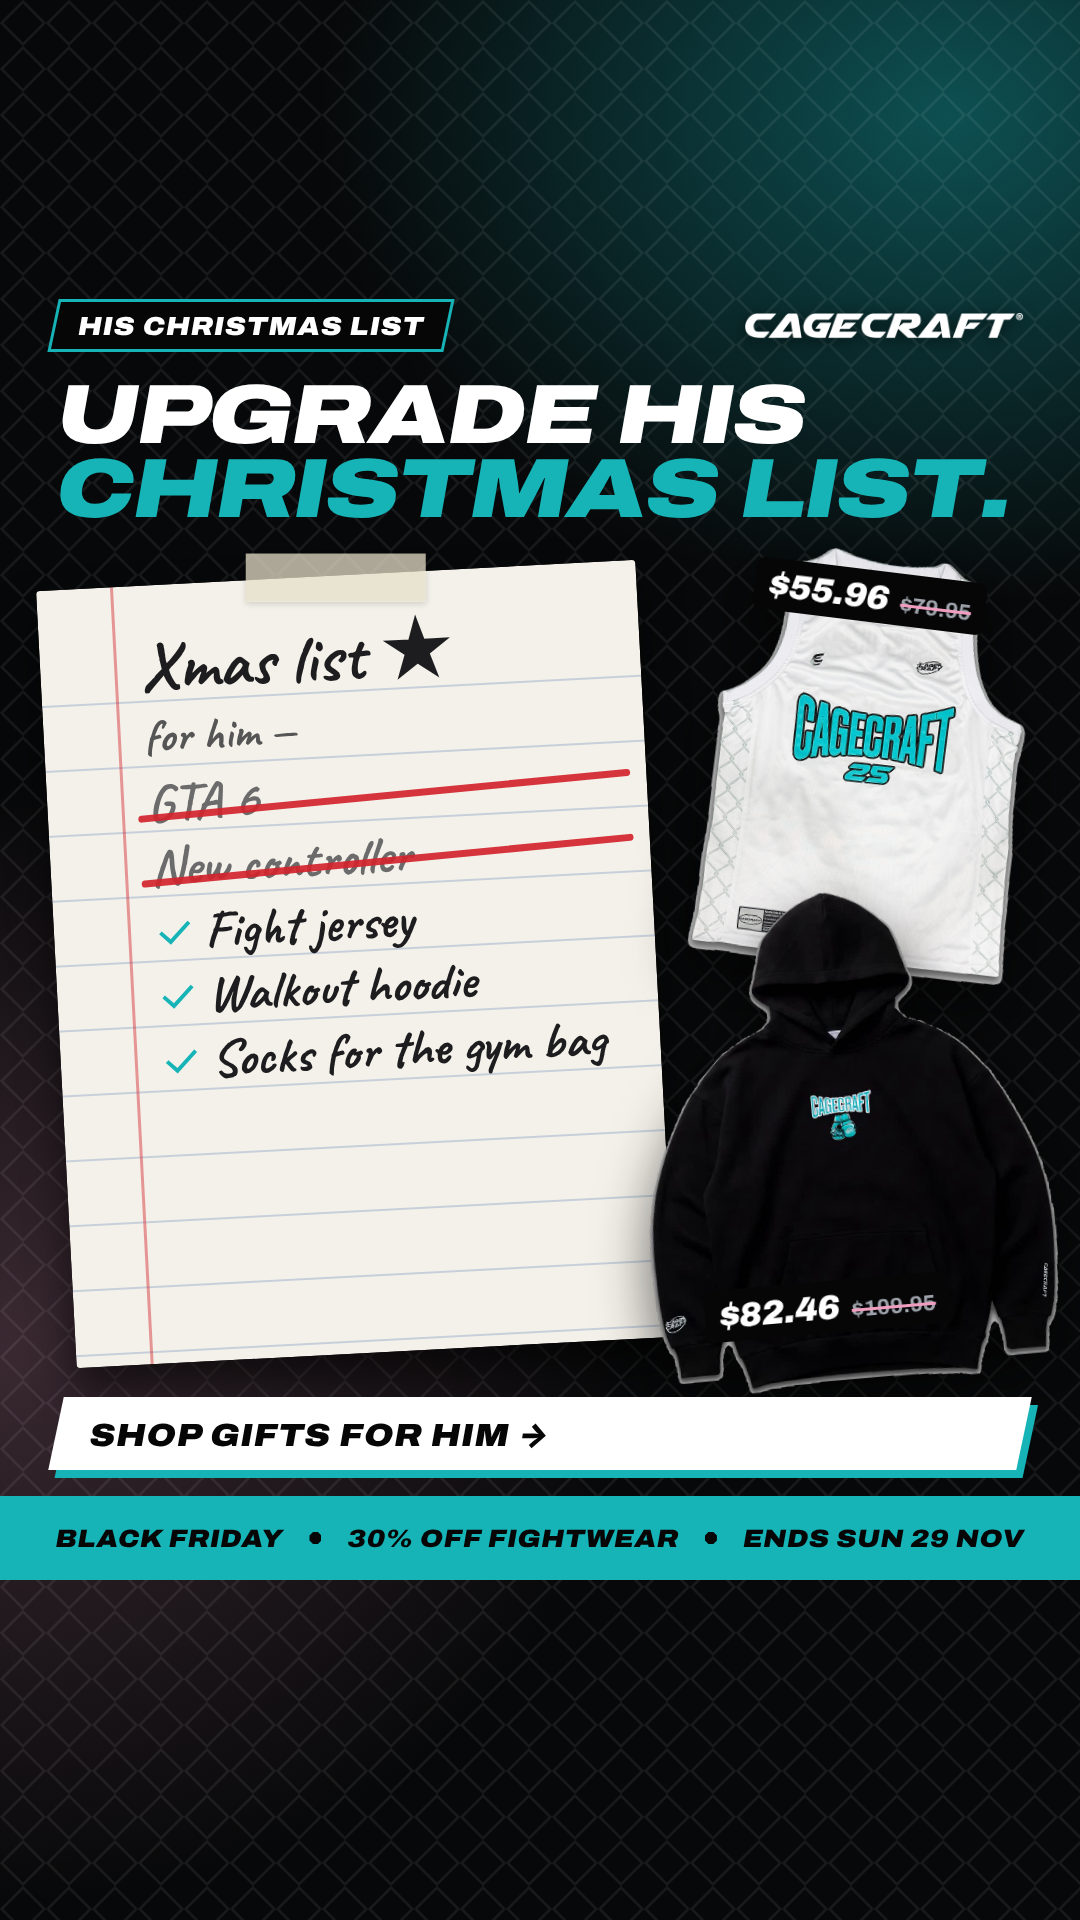 HIS CHRISTMAS LIST
CAGECRAFT®
UPGRADE HIS
CHRISTMAS LIST.
Xmas list ★
for him –
GTA 6
New controller
✓ Fight jersey
✓ Walkout hoodie
✓ Socks for the gym bag
$55.96 $79.95
CAGECRAFT
25
CAGECRAFT
$82.46 $109.95
CAGECRAFT
SHOP GIFTS FOR HIM →
BLACK FRIDAY • 30% OFF FIGHTWEAR • ENDS SUN 29 NOV